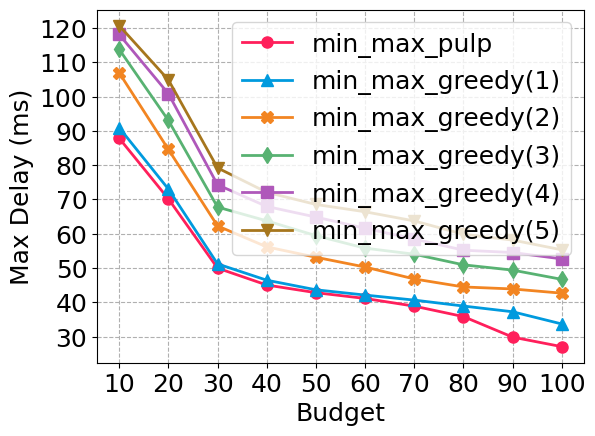 120
110
100
90
80
70
60
50
40
30
Max Delay (ms)
min_max_pulp
min_max_greedy(1)
min_max_greedy(2)
min_max_greedy(3)
min_max_greedy(4)
min_max_greedy(5)
10 20 30 40 50 60 70 80 90 100
Budget